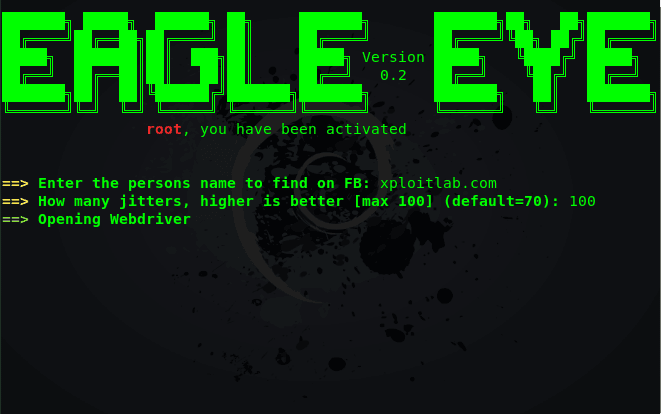 EAGLE EYE
Version
0.2
root, you have been activated
==> Enter the persons name to find on FB: xploitlab.com
==> How many jitters, higher is better [max 100] (default=70): 100
==> Opening Webdriver